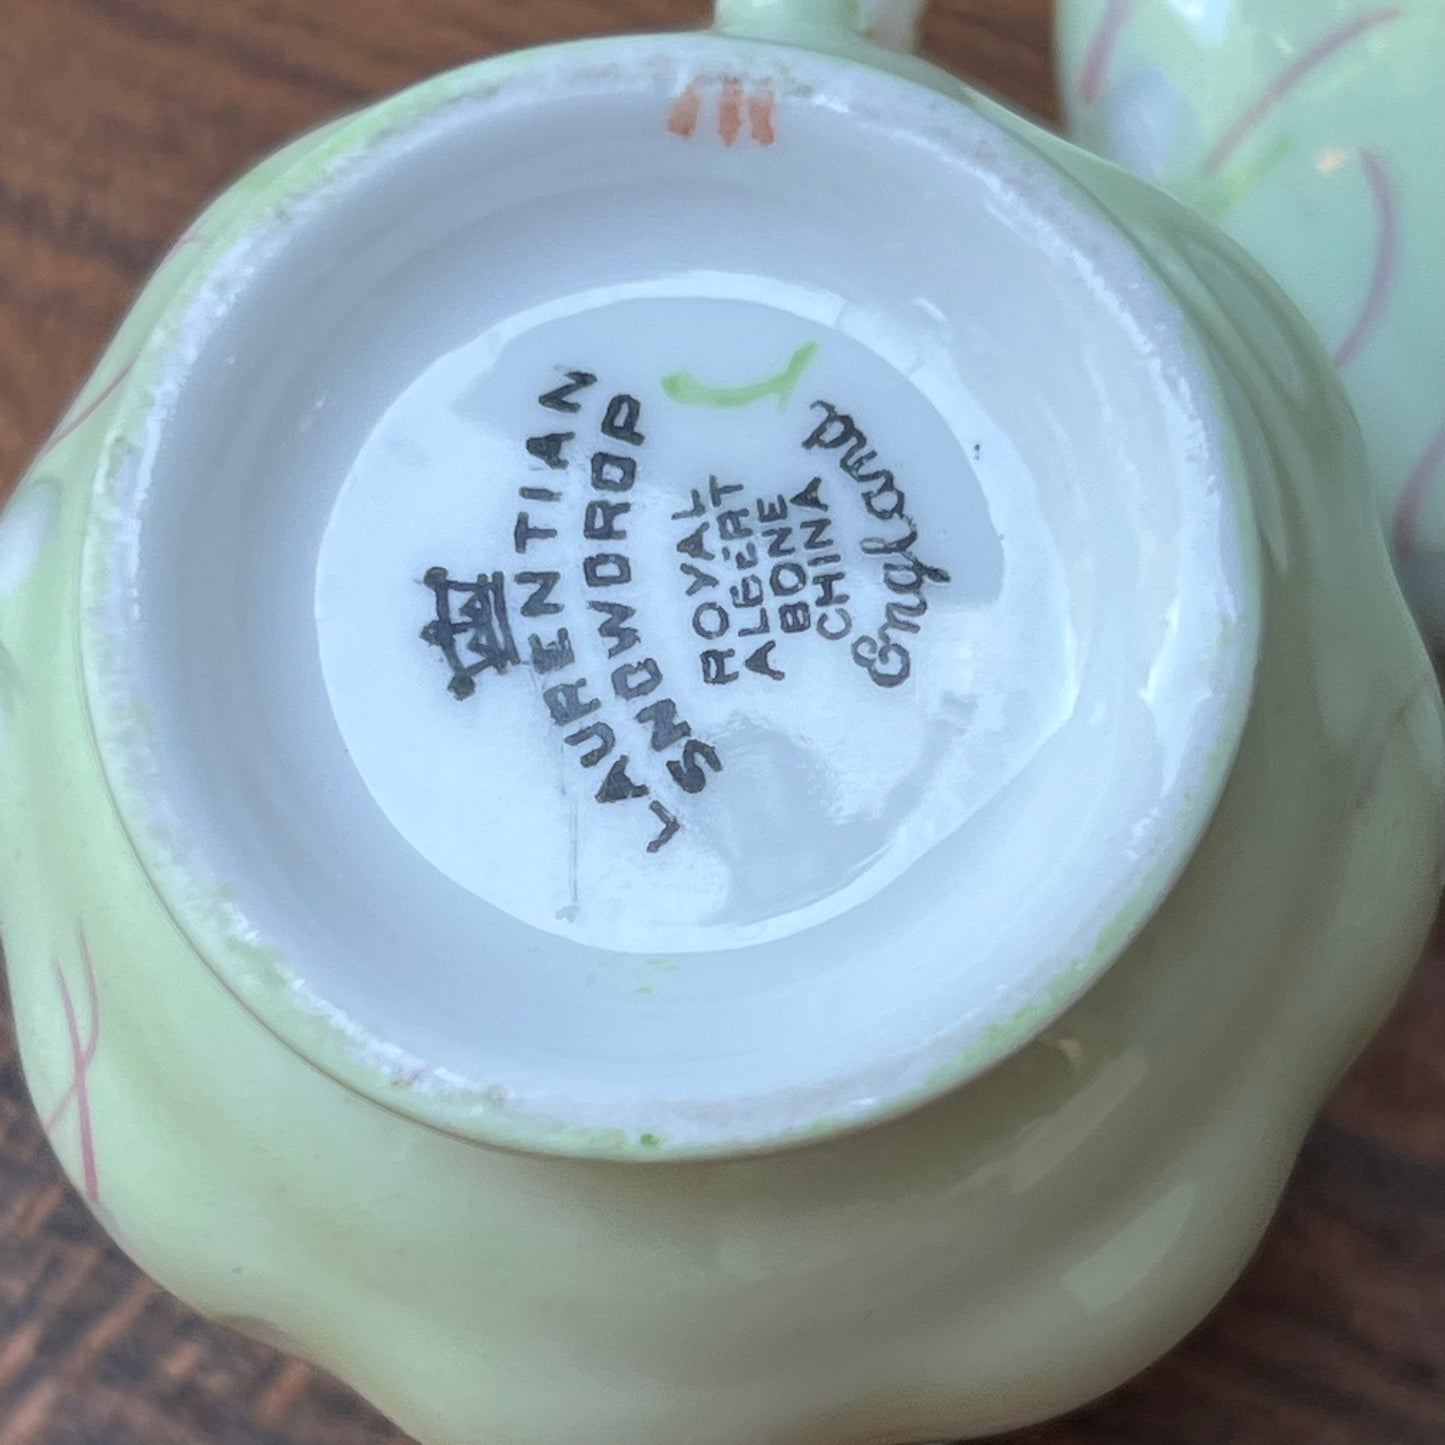 LAURENTIAN
SNOWDROP
ROYAL
ALBERT
BONE
CHINA
England